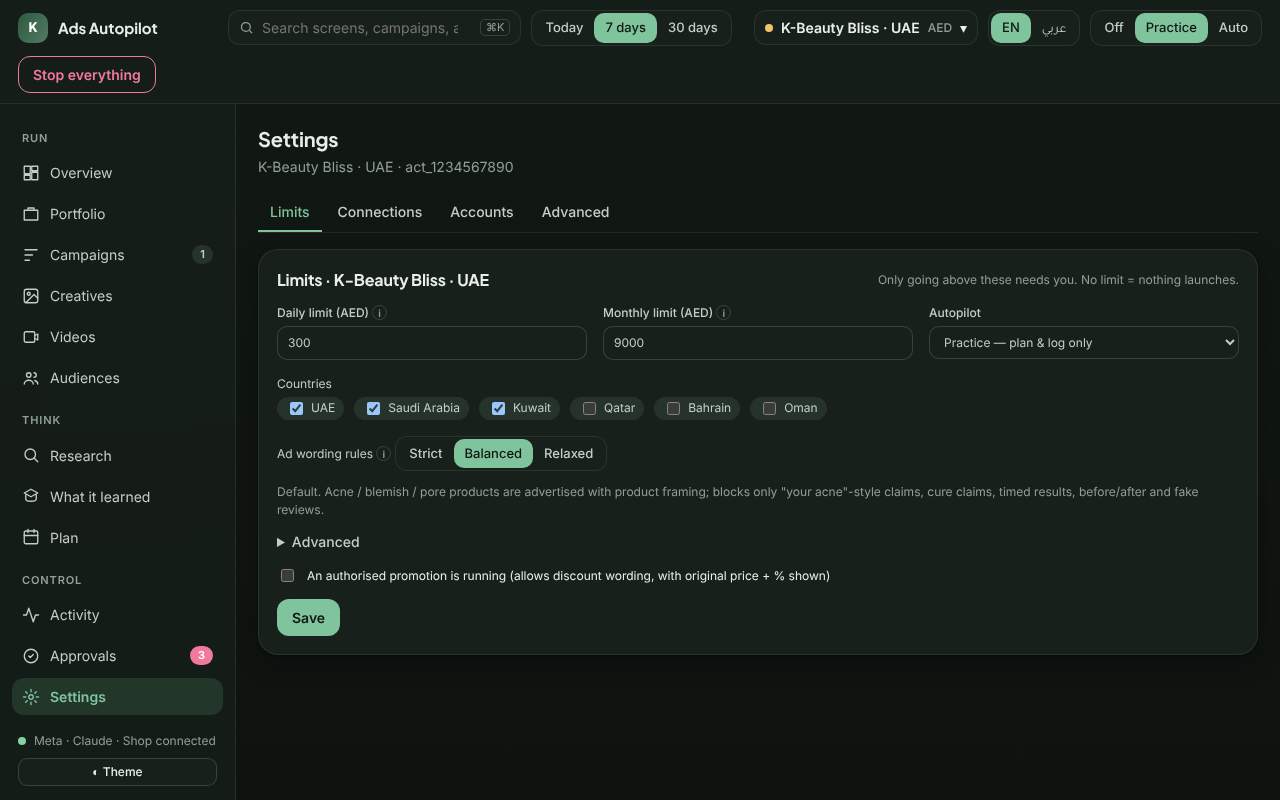 K
Ads Autopilot
Search screens, campaigns, a
⌘K
Today
7 days
30 days
K-Beauty Bliss · UAE AED ▾
EN
عربي
Off
Practice
Auto
Stop everything
RUN
Overview
Portfolio
Campaigns
1
Creatives
Videos
Audiences
THINK
Research
What it learned
Plan
CONTROL
Activity
Approvals
3
Settings
Meta · Claude · Shop connected
Theme
Settings
K-Beauty Bliss · UAE · act_1234567890
Limits
Connections
Accounts
Advanced
Limits · K-Beauty Bliss · UAE
Only going above these needs you. No limit = nothing launches.
Daily limit (AED) i
Monthly limit (AED) i
Autopilot
300
9000
Practice — plan & log only
Countries
UAE
Saudi Arabia
Kuwait
Qatar
Bahrain
Oman
Ad wording rules i
Strict
Balanced
Relaxed
Default. Acne / blemish / pore products are advertised with product framing; blocks only "your acne"-style claims, cure claims, timed results, before/after and fake
reviews.
▶ Advanced
An authorised promotion is running (allows discount wording, with original price + % shown)
Save